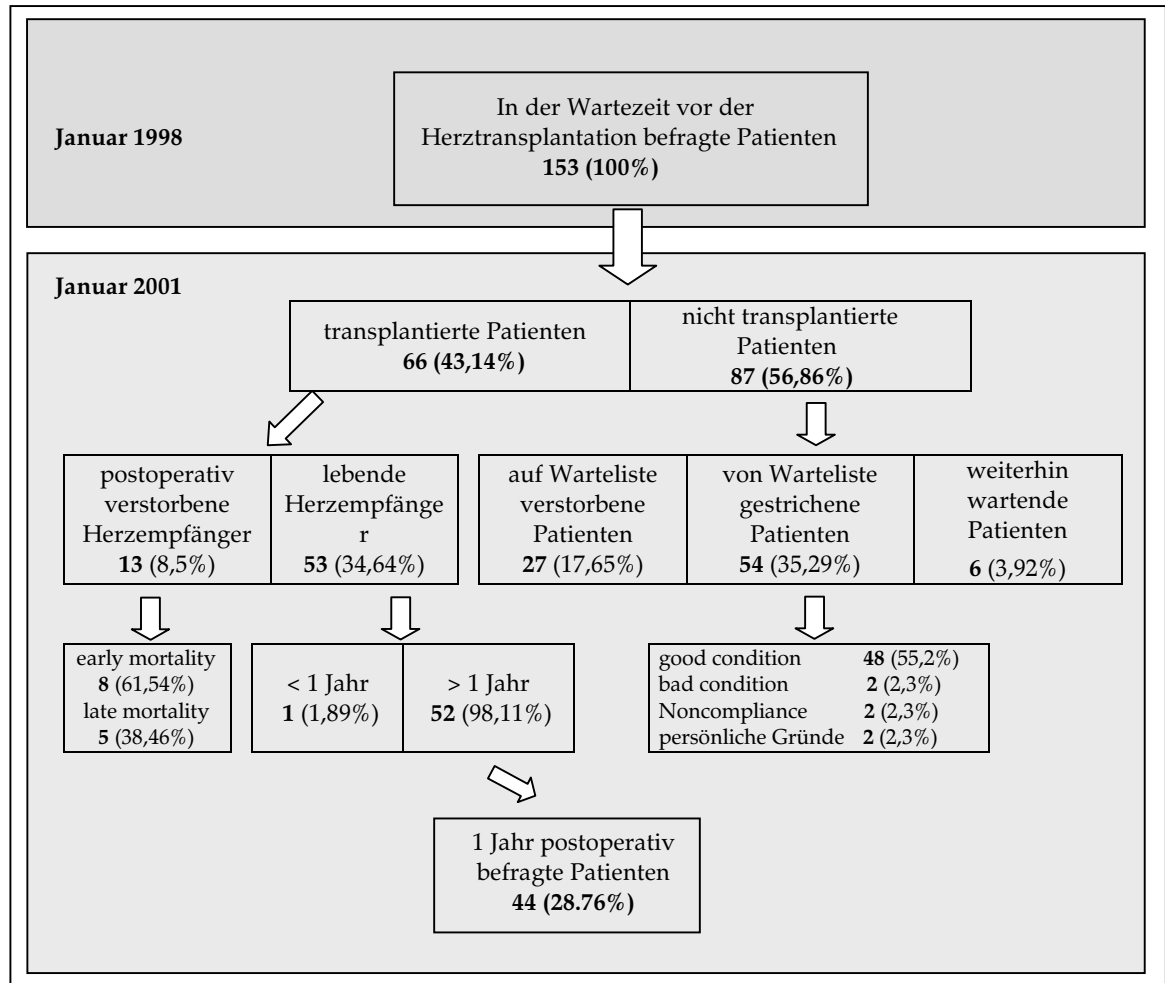 Januar 1998
In der Wartezeit vor der
Herztransplantation befragte Patienten
153 (100%)
Januar 2001
transplantierte Patienten
66 (43,14%)
nicht transplantierte
Patienten
87 (56,86%)
postoperativ
verstorbene
Herzempfänger
13 (8,5%)
lebende
Herzempfänge
r
53 (34,64%)
auf Warteliste
verstorbene
Patienten
27 (17,65%)
von Warteliste
gestrichene
Patienten
54 (35,29%)
weiterhin
wartende
Patienten
6 (3,92%)
early mortality
8 (61,54%)
late mortality
5 (38,46%)
< 1 Jahr
1 (1,89%)
> 1 Jahr
52 (98,11%)
good condition 48 (55,2%)
bad condition 2 (2,3%)
Noncompliance 2 (2,3%)
persönliche Gründe 2 (2,3%)
1 Jahr postoperativ
befragte Patienten
44 (28.76%)